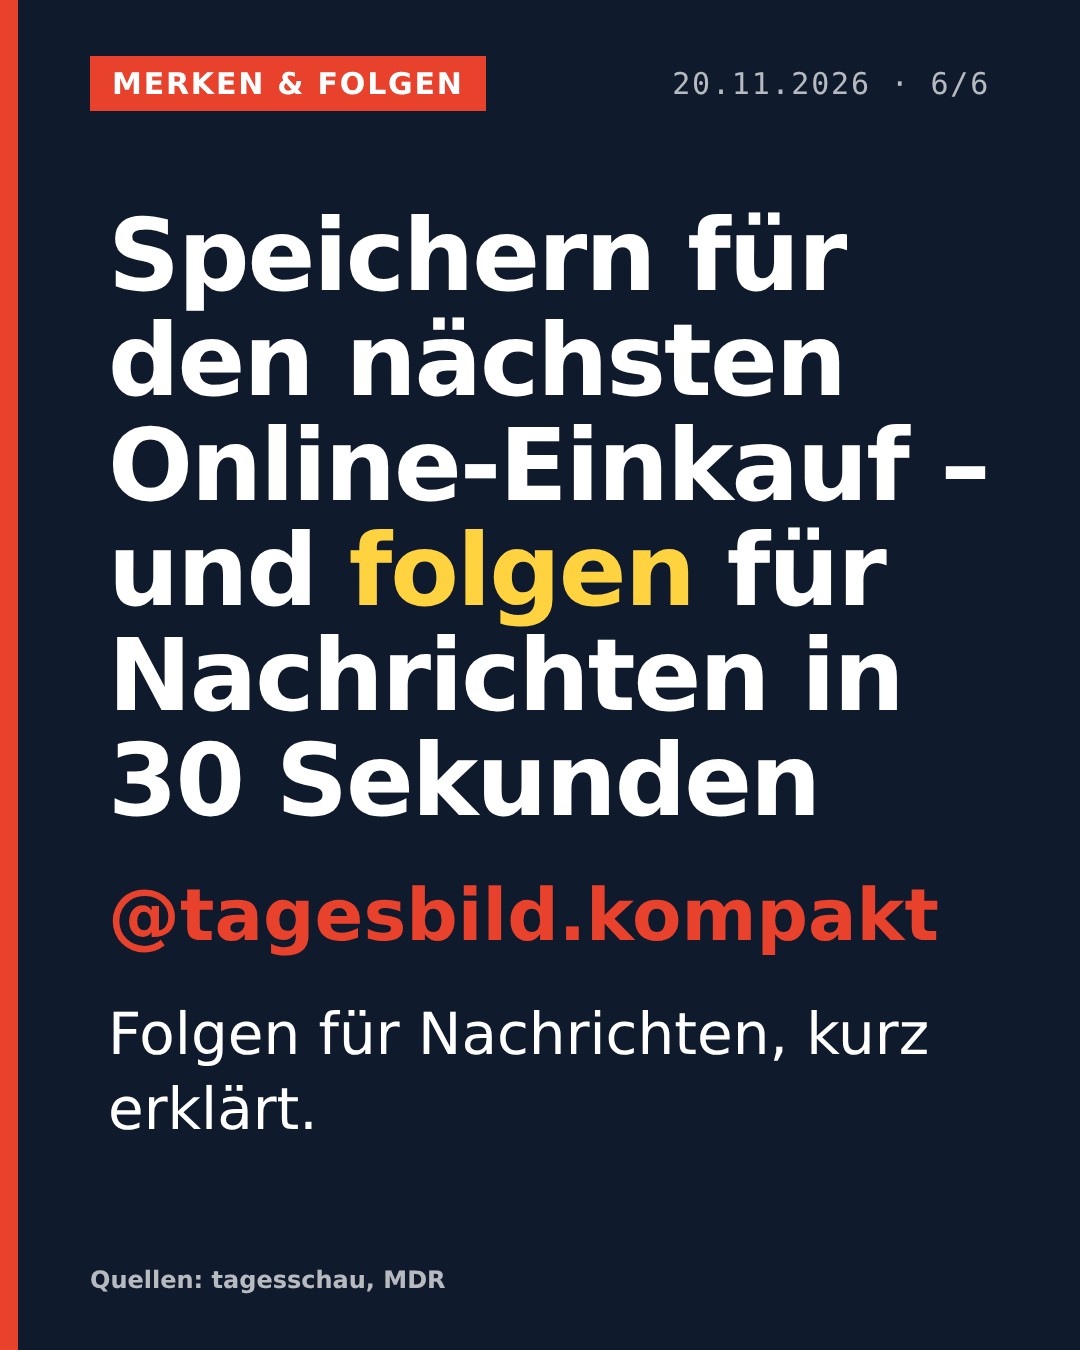 MERKEN & FOLGEN
20.11.2026 · 6/6
Speichern für
den nächsten
Online-Einkauf –
und folgen für
Nachrichten in
30 Sekunden
@tagesbild.kompakt
Folgen für Nachrichten, kurz
erklärt.
Quellen: tagesschau, MDR